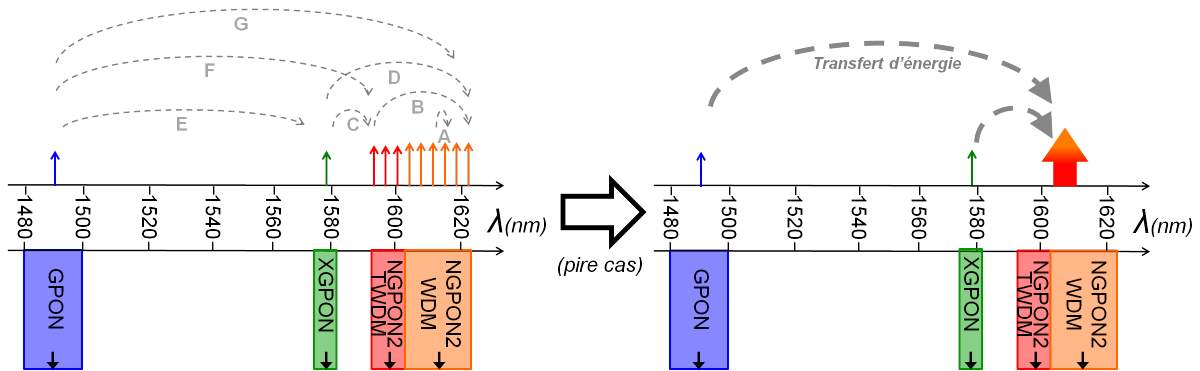 G
F
D
B
E
C
A
1480
1500
1520
1540
1560
1580
1600
1620
λ(nm)
GPON
XGPON
NGPON2
TWDM
NGPON2
WDM
(pire cas)
Transfert d'énergie
1480
1500
1520
1540
1560
1580
1600
1620
λ(nm)
GPON
XGPON
NGPON2
TWDM
NGPON2
WDM